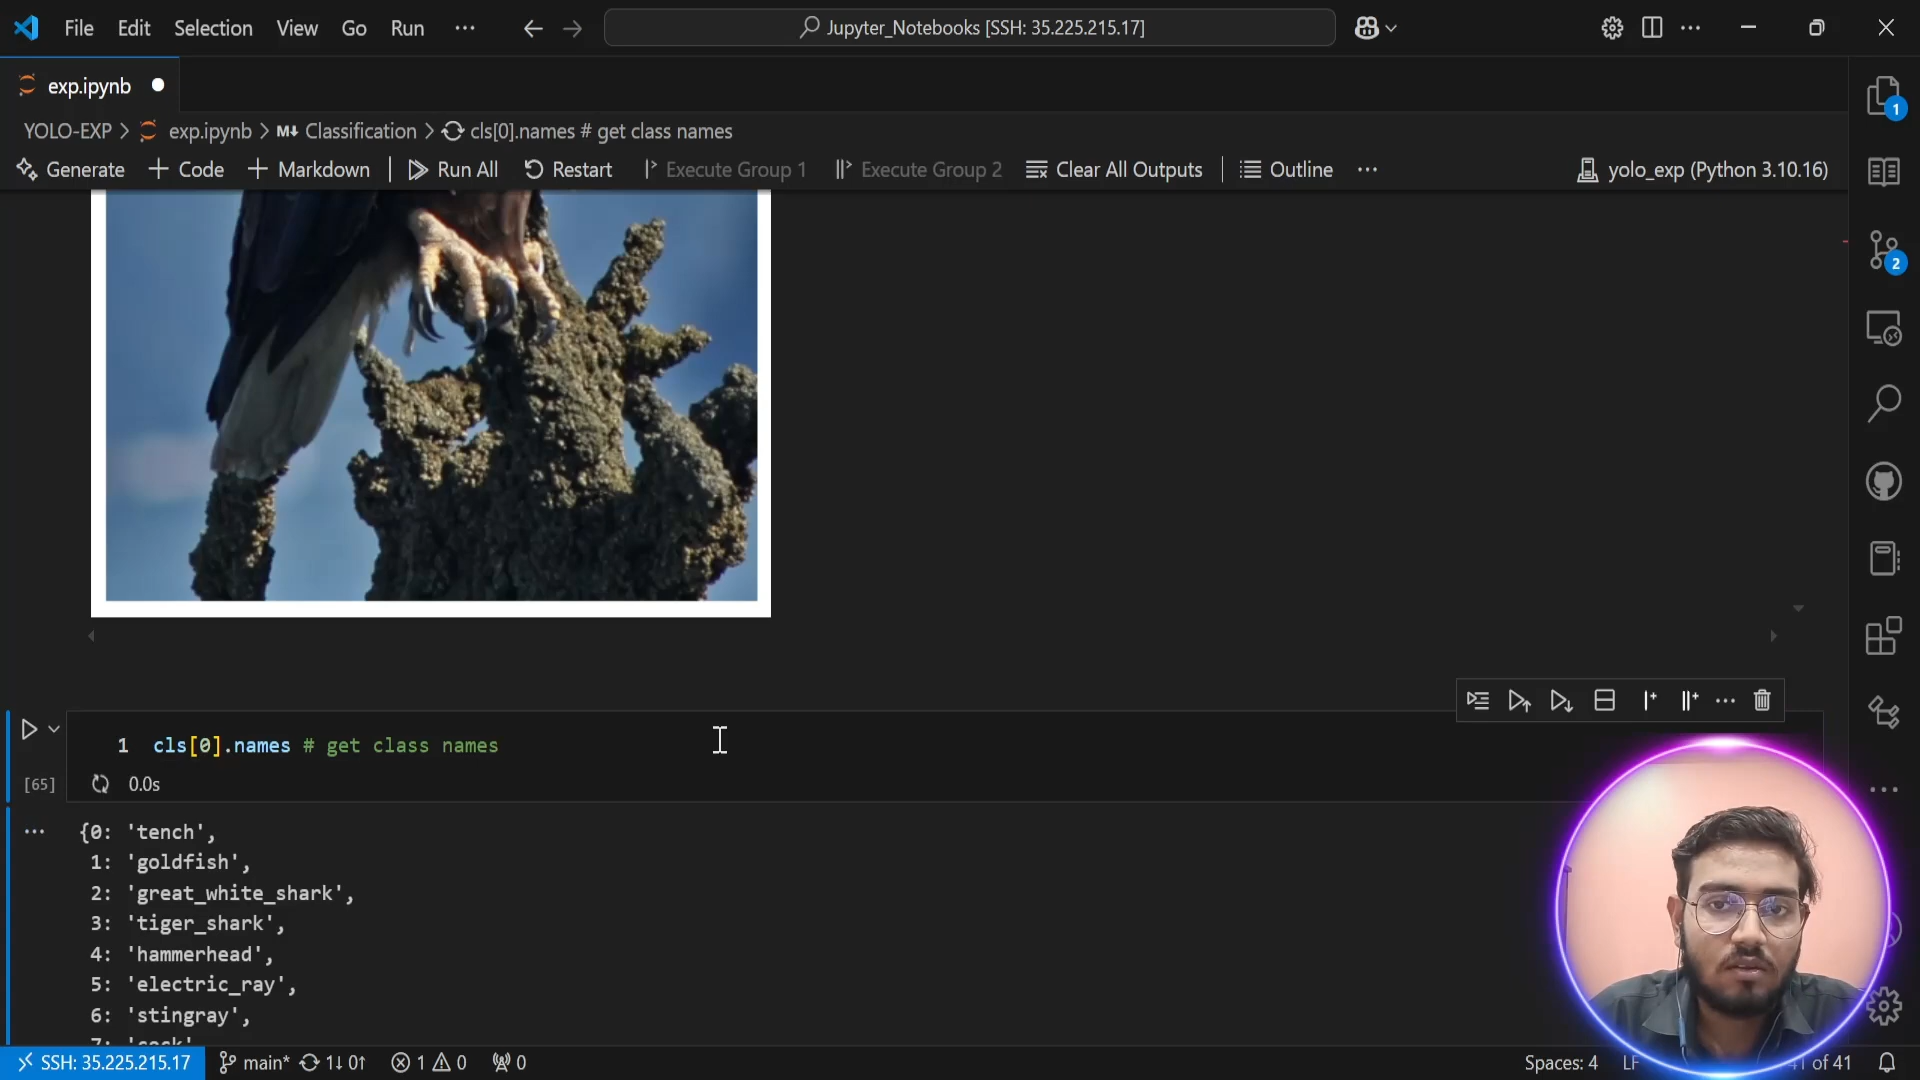 File Edit Selection View Go Run ···
Jupyter_Notebooks [SSH: 35.225.215.17]
exp.ipynb
YOLO-EXP > exp.ipynb > M↓ Classification > cls[0].names # get class names
Generate + Code + Markdown Run All Restart Execute Group 1 Execute Group 2 Clear All Outputs Outline ··· yolo_exp (Python 3.10.16)
1
2
1 cls[0].names # get class names
[65] 0.0s
{0: 'tench',
1: 'goldfish',
2: 'great_white_shark',
3: 'tiger_shark',
4: 'hammerhead',
5: 'electric_ray',
6: 'stingray',
SSH: 35.225.215.17 main* 1↓ 0↑ 1 0 0 Spaces: 4 LF of 41